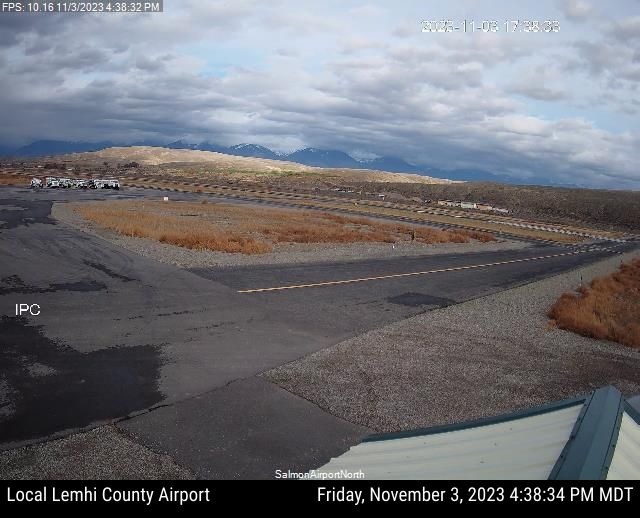 FPS: 10.16 11/3/2023 4:38:32 PM
2023-11-03 17:38:33
IPC
SalmonAirportNorth
Local Lemhi County Airport
Friday, November 3, 2023 4:38:34 PM MDT